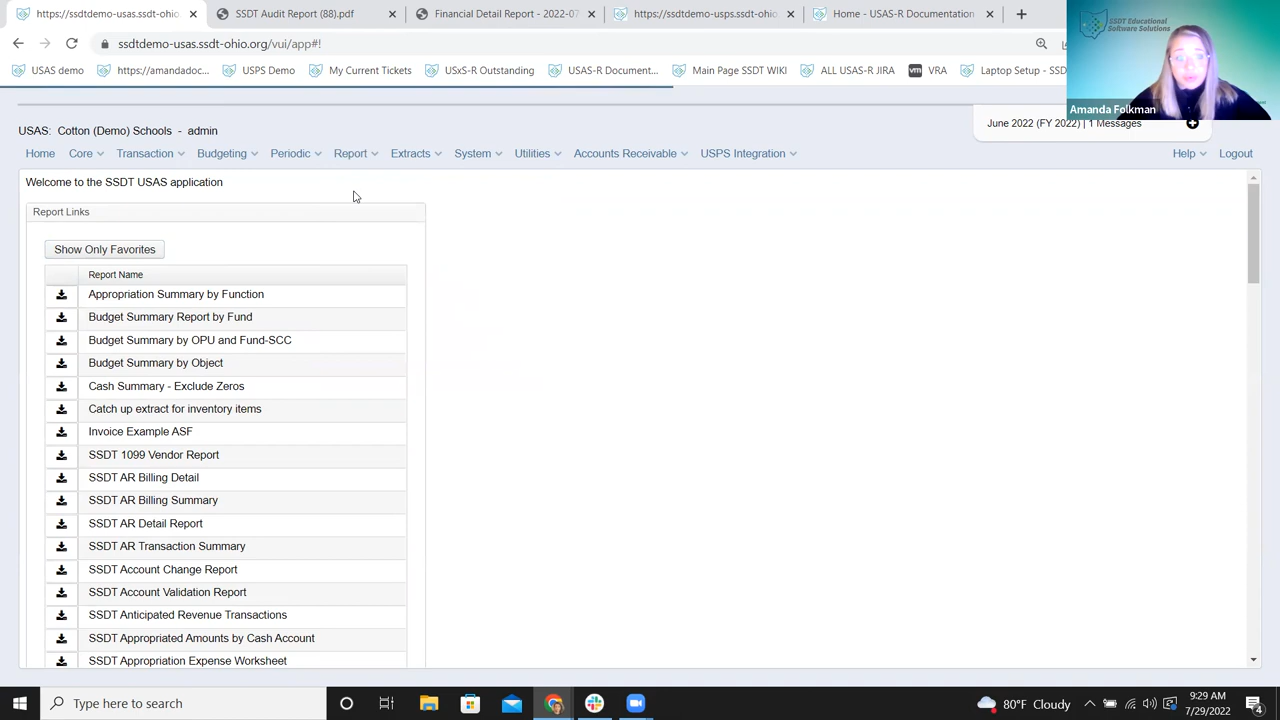 https://ssdtdemo-usas.ssdt-ohio
SSDT Audit Report (88).pdf
Financial Detail Report - 2022-07
https://ssdtdemo-usps.ssdt-ohio.
Home - USAS-R Documentation
ssdtdemo-usas.ssdt-ohio.org/vui/app#!
USAS demo
https://amandadoc...
USPS Demo
My Current Tickets
USxS-R Outstanding
USAS-R Document...
Main Page SSDT WIKI
ALL USAS-R JIRA
vm
VRA
Laptop Setup - SSD
SSDT Educational
Software Solutions
Amanda Folkman
USAS: Cotton (Demo) Schools - admin
June 2022 (FY 2022) | 1 Messages
Home
Core
Transaction
Budgeting
Periodic
Report
Extracts
System
Utilities
Accounts Receivable
USPS Integration
Help
Logout
Welcome to the SSDT USAS application
Report Links
Show Only Favorites
Report Name
Appropriation Summary by Function
Budget Summary Report by Fund
Budget Summary by OPU and Fund-SCC
Budget Summary by Object
Cash Summary - Exclude Zeros
Catch up extract for inventory items
Invoice Example ASF
SSDT 1099 Vendor Report
SSDT AR Billing Detail
SSDT AR Billing Summary
SSDT AR Detail Report
SSDT AR Transaction Summary
SSDT Account Change Report
SSDT Account Validation Report
SSDT Anticipated Revenue Transactions
SSDT Appropriated Amounts by Cash Account
SSDT Appropriation Expense Worksheet
Type here to search
80°F Cloudy
9:29 AM
7/29/2022
4